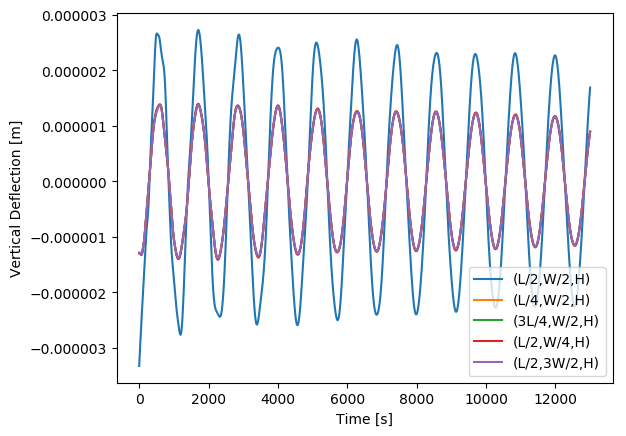 0.000003
0.000002
0.000001
0.000000
−0.000001
−0.000002
−0.000003
Vertical Deflection [m]
(L/2,W/2,H)
(L/4,W/2,H)
(3L/4,W/2,H)
(L/2,W/4,H)
(L/2,3W/2,H)
0 2000 4000 6000 8000 10000 12000
Time [s]